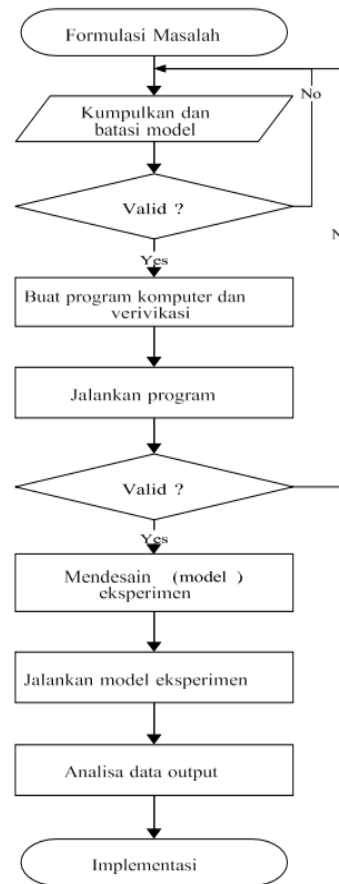 Formulasi Masalah
No
Kumpulkan dan
batasi model
Valid ?
Yes
Buat program komputer dan
verivikasi
Jalankan program
Valid ?
Yes
Mendesain (model )
eksperimen
Jalankan model eksperimen
Analisa data output
Implementasi